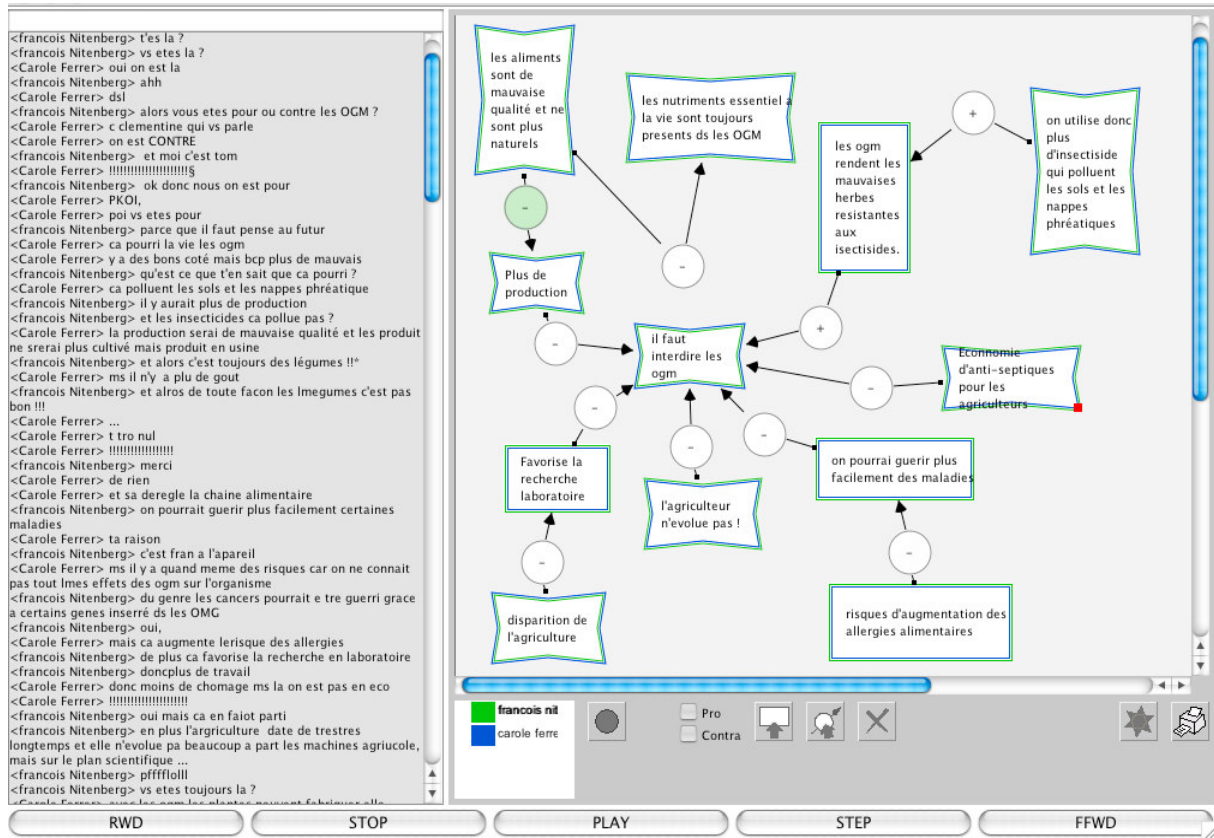 <francois Nitenberg> t'es la ?
<francois Nitenberg> vs etes la ?
<Carole Ferrer> oui on est la
<francois Nitenberg> ahh
<Carole Ferrer> dsl
<francois Nitenberg> alors vous etes pour ou contre les OGM ?
<Carole Ferrer> c clementine qui vs parle
<Carole Ferrer> on est CONTRE
<francois Nitenberg>  et moi c'est tom
<Carole Ferrer> !!!!!!!!!!!!!!!!!!!!!!!§
<francois Nitenberg>  ok donc nous on est pour
<Carole Ferrer> PKOI,
<Carole Ferrer> poi vs etes pour
<francois Nitenberg> parce que il faut pense au futur
<Carole Ferrer> ca pourri la vie les ogm
<Carole Ferrer> y a des bons coté mais bcp plus de mauvais
<francois Nitenberg> qu'est ce que t'en sait que ca pourri ?
<Carole Ferrer> ca polluent les sols et les nappes phréatique
<francois Nitenberg> il y aurait plus de production
<francois Nitenberg> et les insecticides ca pollue pas ?
<Carole Ferrer> la production serai de mauvaise qualité et les produit
ne srerai plus cultivé mais produit en usine
<francois Nitenberg> et alors c'est toujours des légumes !!*
<Carole Ferrer> ms il n'y  a plu de gout
<francois Nitenberg> et alros de toute facon les lmegumes c'est pas
bon !!!
<Carole Ferrer> ...
<Carole Ferrer> t tro nul
<Carole Ferrer> !!!!!!!!!!!!!!!!!!!
<francois Nitenberg> merci
<Carole Ferrer> de rien
<Carole Ferrer> et sa deregle la chaine alimentaire
<francois Nitenberg> on pourrait guerir plus facilement certaines
maladies
<Carole Ferrer> ta raison
<francois Nitenberg> c'est fran a l'apareil
<Carole Ferrer> ms il y a quand meme des risques car on ne connait
pas tout lmes effets des ogm sur l'organisme
<francois Nitenberg> du genre les cancers pourrait e tre guerri grace
a certains genes inserré ds les OMG
<francois Nitenberg> oui,
<Carole Ferrer> mais ca augmente lerisque des allergies
<francois Nitenberg> de plus ca favorise la recherche en laboratoire
<francois Nitenberg> doncplus de travail
<Carole Ferrer> donc moins de chomage ms la on est pas en eco
<Carole Ferrer> !!!!!!!!!!!!!!!!!!!!!!
<francois Nitenberg> oui mais ca en faiot parti
<francois Nitenberg> en plus l'argriculture  date de trestres
longtemps et elle n'evolue pa beaucoup a part les machines agriucole,
mais sur le plan scientifique ...
<francois Nitenberg> pfffflolll
<francois Nitenberg> vs etes toujours la ?
les aliments
sont de
mauvaise
qualité et ne
sont plus
naturels
les nutriments essentiel a
la vie sont toujours
presents ds les OGM
les ogm
rendent les
mauvaises
herbes
resistantes
aux
isectisides.
+
on utilise donc
plus
d'insectiside
qui polluent
les sols et les
nappes
phréatiques
-
-
Plus de
production
-
il faut
interdire les
ogm
+
Econnomie
d'anti-septiques
pour les
agriculteurs
-
-
-
-
Favorise la
recherche
laboratoire
l'agriculteur
n'evolue pas !
on pourrai guerir plus
facilement des maladies
-
-
disparition de
l'agriculture
risques d'augmentation des
allergies alimentaires
francois nit
carole ferre
Pro
Contra
RWD
STOP
PLAY
STEP
FFWD